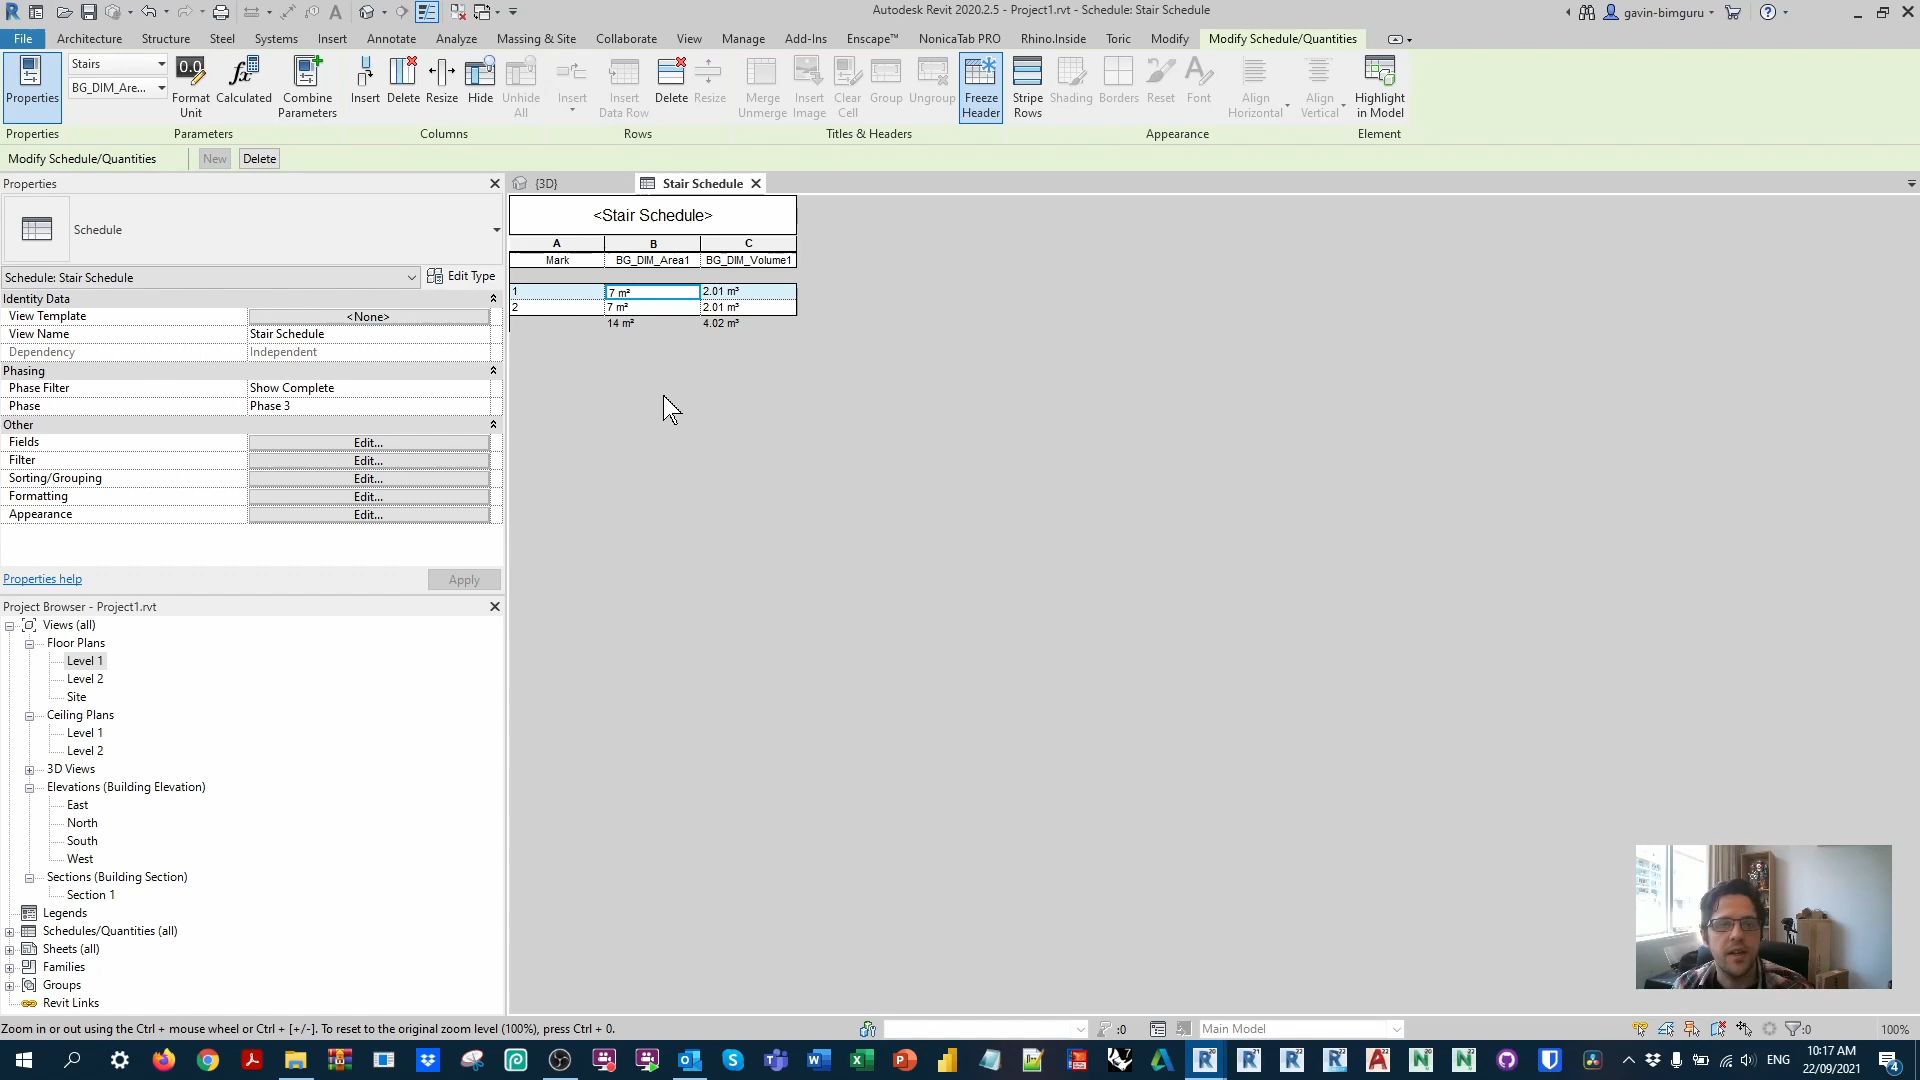 Autodesk Revit 2020.2.5 - Project1.rvt - Schedule: Stair Schedule
gavin-bimguru
File Architecture Structure Steel Systems Insert Annotate Analyze Massing & Site Collaborate View Manage Add-Ins Enscape™ NonicaTab PRO Rhino.Inside Toric Modify Modify Schedule/Quantities
Properties
Stairs
BG_DIM_Are...
Format Unit
Calculated
Combine Parameters
Insert
Delete
Resize
Hide
Unhide All
Insert
Insert Data Row
Delete
Resize
Merge Unmerge
Insert Image
Clear Cell
Group
Ungroup
Freeze Header
Stripe Rows
Shading
Borders
Reset
Font
Align Horizontal
Align Vertical
Highlight in Model
Properties Parameters Columns Rows Titles & Headers Appearance Element
Modify Schedule/Quantities New Delete
Properties
Schedule
Schedule: Stair Schedule Edit Type
Identity Data
View Template <None>
View Name Stair Schedule
Dependency Independent
Phasing
Phase Filter Show Complete
Phase Phase 3
Other
Fields Edit...
Filter Edit...
Sorting/Grouping Edit...
Formatting Edit...
Appearance Edit...
Properties help Apply
{3D} Stair Schedule
<Stair Schedule>
A B C
Mark BG_DIM_Area1 BG_DIM_Volume1
1 7 m² 2.01 m³
2 7 m² 2.01 m³
14 m² 4.02 m³
Project Browser - Project1.rvt
Views (all)
Floor Plans
Level 1
Level 2
Site
Ceiling Plans
Level 1
Level 2
3D Views
Elevations (Building Elevation)
East
North
South
West
Sections (Building Section)
Section 1
Legends
Schedules/Quantities (all)
Sheets (all)
Families
Groups
Revit Links
Zoom in or out using the Ctrl + mouse wheel or Ctrl + [+/-]. To reset to the original zoom level (100%), press Ctrl + 0.
:0
Main Model
:0
100%
ENG
10:17 AM
22/09/2021
4